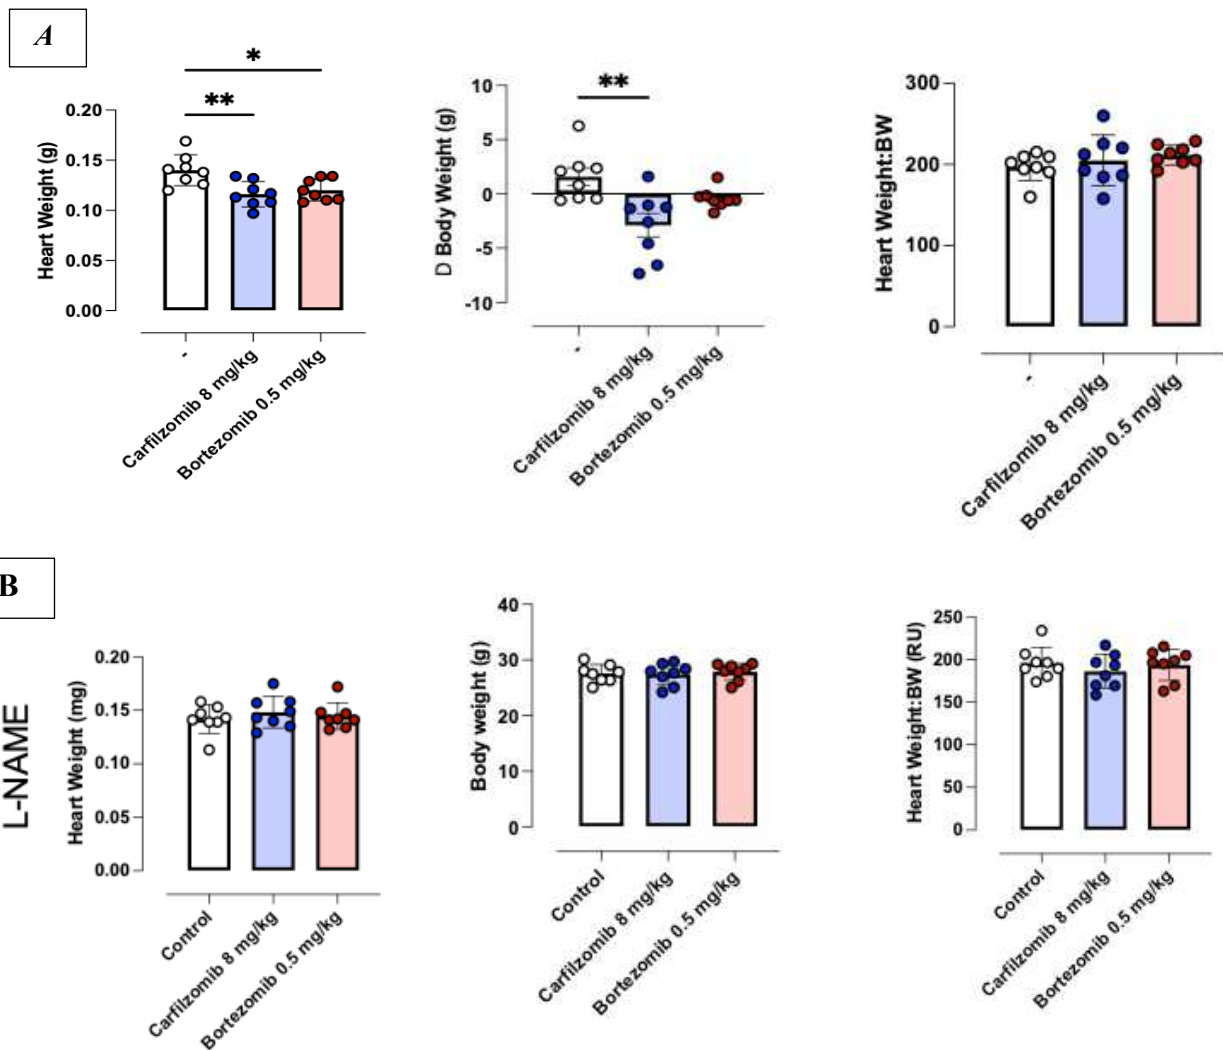 A
*
**
0.20
0.15
0.10
0.05
0.00
Heart Weight (g)
-
Carfilzomib 8 mg/kg
Bortezomib 0.5 mg/kg
**
10
5
0
-5
-10
D Body Weight (g)
-
Carfilzomib 8 mg/kg
Bortezomib 0.5 mg/kg
300
200
100
0
Heart Weight:BW
-
Carfilzomib 8 mg/kg
Bortezomib 0.5 mg/kg
B
L-NAME
0.20
0.15
0.10
0.05
0.00
Heart Weight (mg)
Control
Carfilzomib 8 mg/kg
Bortezomib 0.5 mg/kg
40
30
20
10
0
Body weight (g)
Control
Carfilzomib 8 mg/kg
Bortezomib 0.5 mg/kg
250
200
150
100
50
0
Heart Weight:BW (RU)
Control
Carfilzomib 8 mg/kg
Bortezomib 0.5 mg/kg